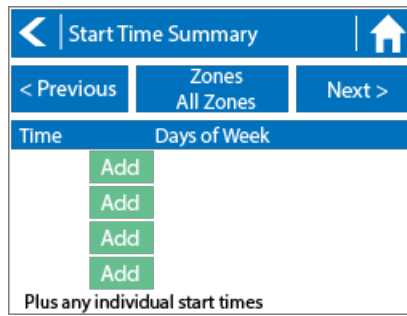 Start Time Summary
< Previous
Zones
All Zones
Next >
Time Days of Week
Add
Add
Add
Add
Plus any individual start times